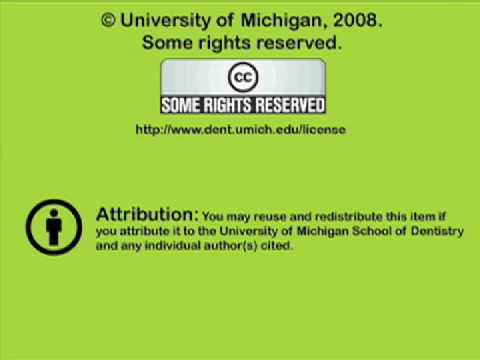 © University of Michigan, 2008.
Some rights reserved.
cc
SOME RIGHTS RESERVED
http://www.dent.umich.edu/license
Attribution: You may reuse and redistribute this item if
you attribute it to the University of Michigan School of Dentistry
and any individual author(s) cited.